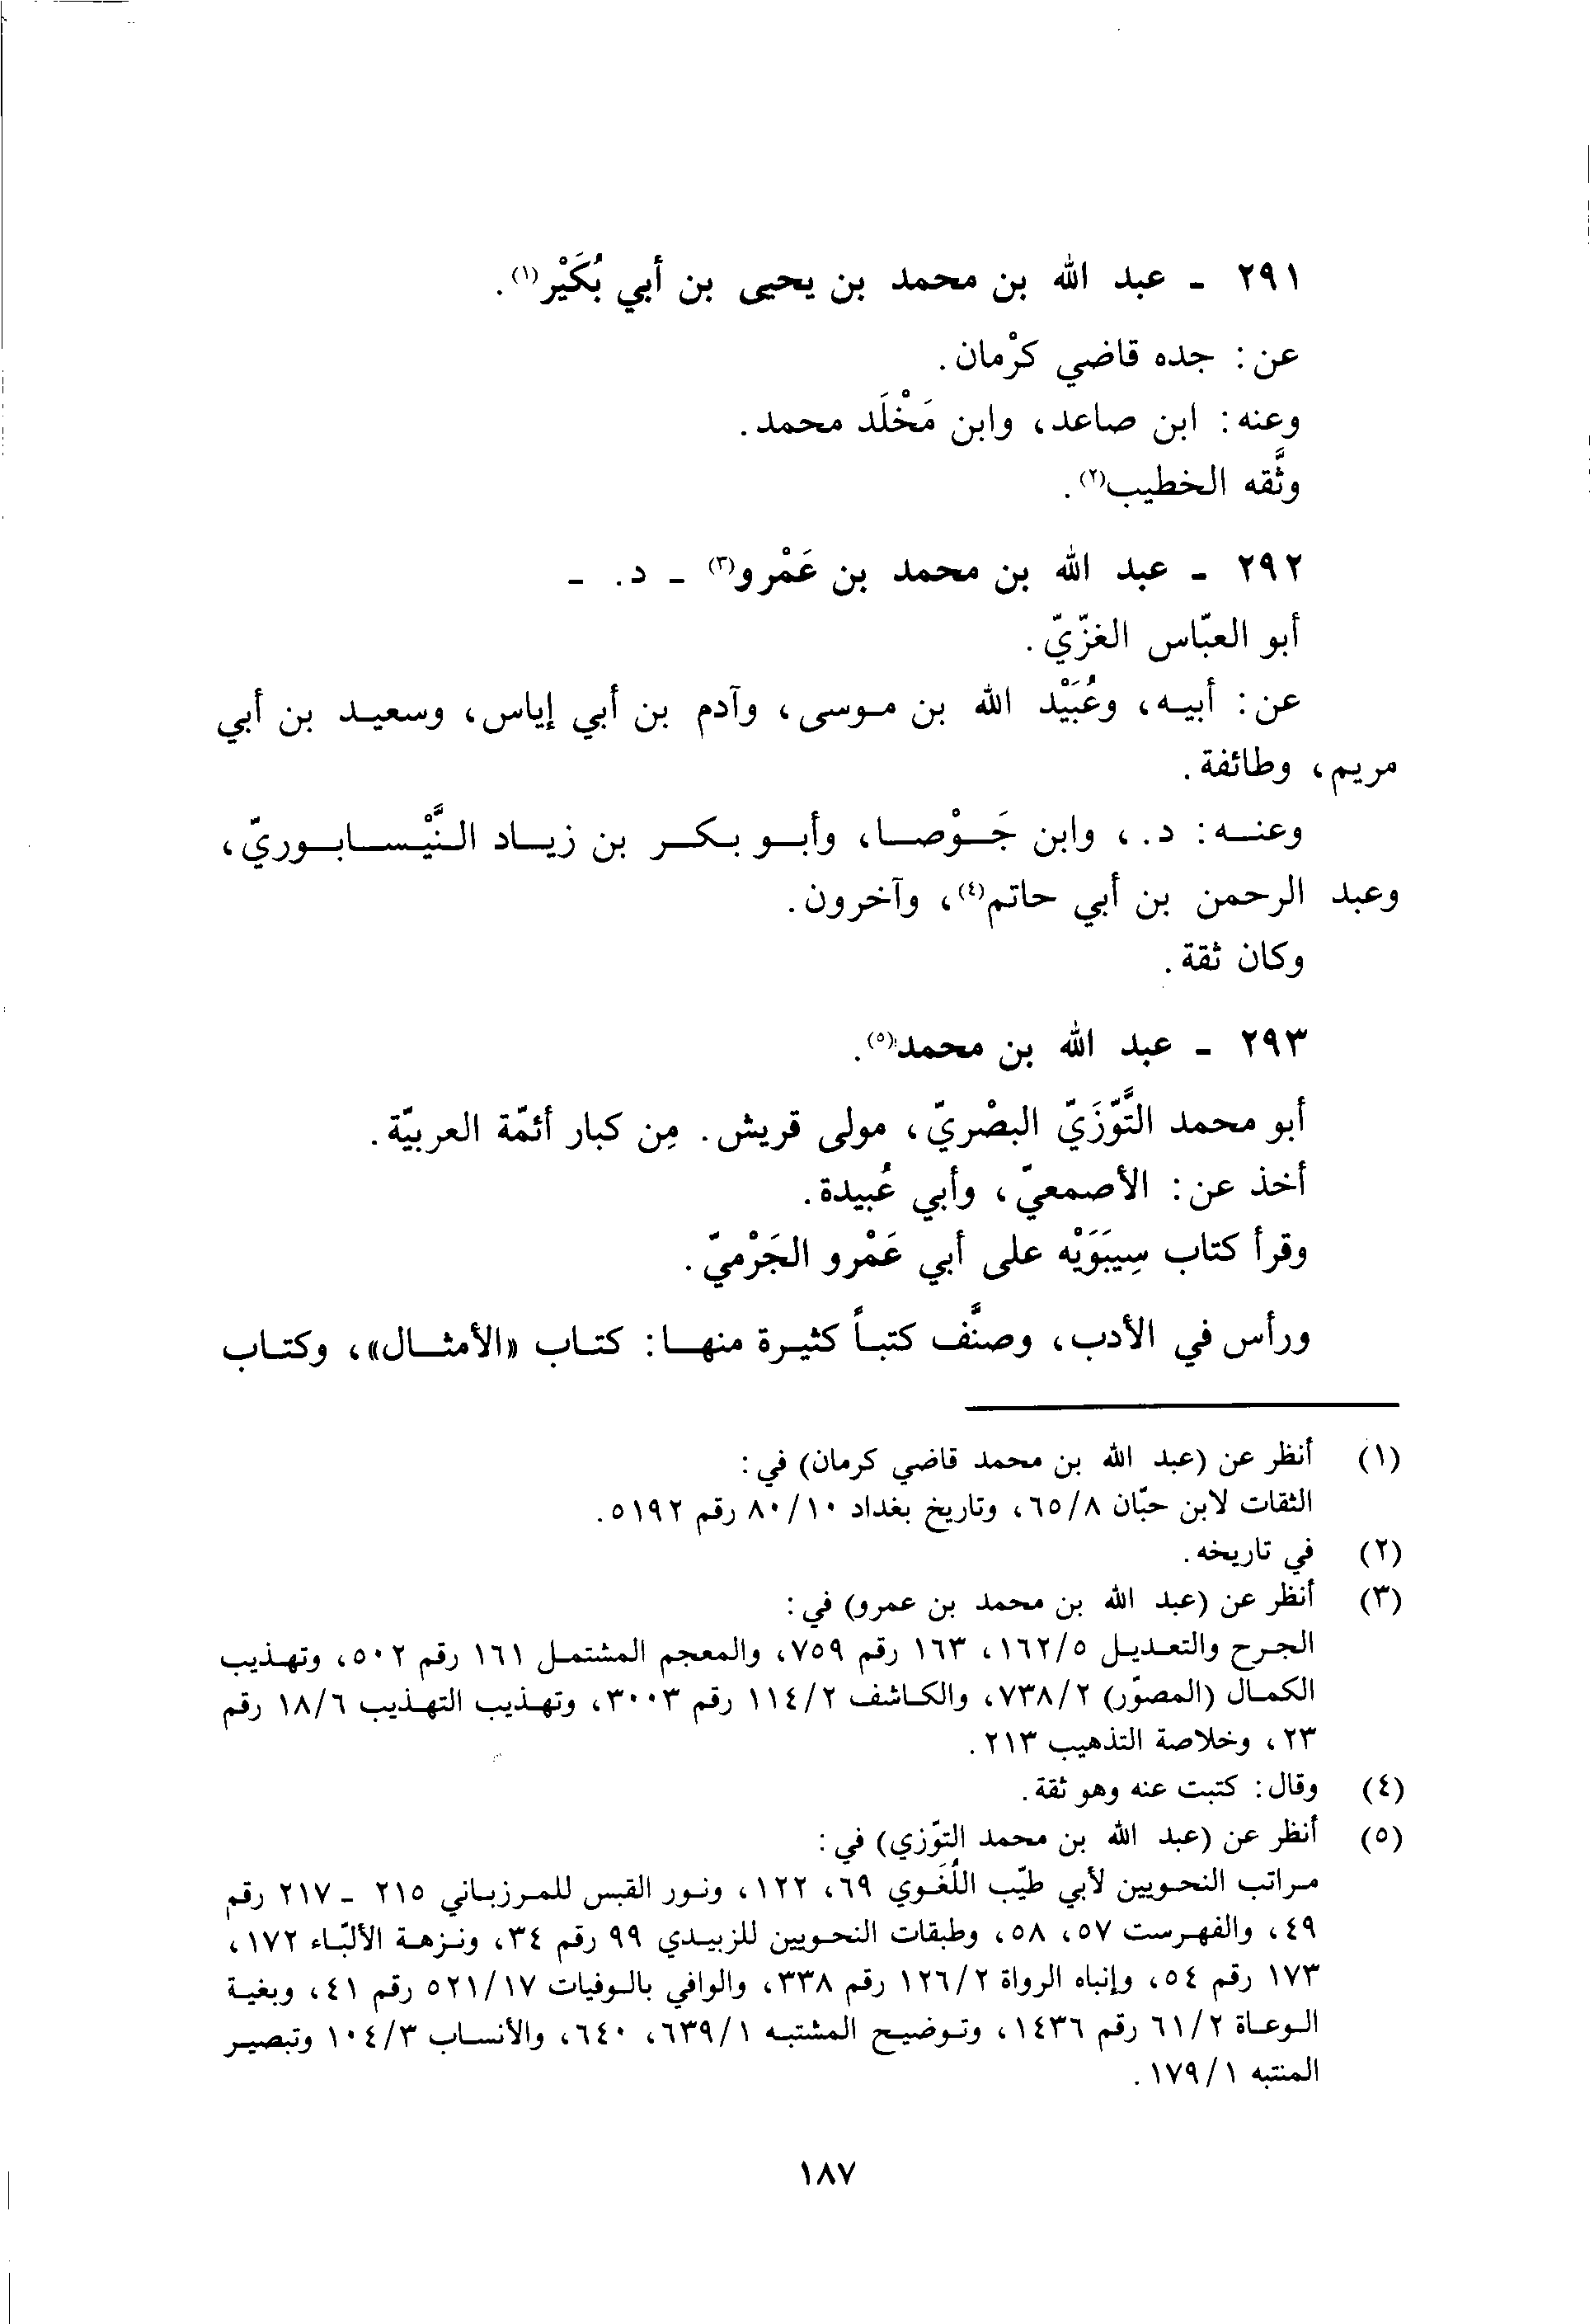 ٢٩١ - عبد الله بن محمد بن يحيى بن أبي بُكَيْر(١).
عن: جده قاضي كرْمان.
وعنه: ابن صاعد، وابن مَخْلَد محمد.
وثَّقه الخطيب(٢).
٢٩٢ - عبد الله بن محمد بن عَمْرو(٣) - د. -
أبو العبّاس الغزّيّ.
عن: أبيه، وعُبَيْد الله بن موسى، وآدم بن أبي إياس، وسعيد بن أبي
مريم، وطائفة.
وعنه: د.، وابن جَوْصا، وأبو بكر بن زياد النَّيْسابوريّ،
وعبد الرحمن بن أبي حاتم(٤)، وآخرون.
وكان ثقة.
٢٩٣ - عبد الله بن محمد(٥).
أبو محمد التَّوّزَيّ البصْريّ، مولى قريش. مِن كبار أئمّة العربيّة.
أخذ عن: الأصمعيّ، وأبي عُبيدة.
وقرأ كتاب سِيبَوَيْه على أبي عَمْرو الجَرْميّ.
ورأس في الأدب، وصنَّف كتباً كثيرة منها: كتاب «الأمثال»، وكتاب
(١) أنظر عن (عبد الله بن محمد قاضي كرمان) في:
الثقات لابن حبّان ٦٥/٨، وتاريخ بغداد ٨٠/١٠ رقم ٥١٩٢.
(٢) في تاريخه.
(٣) أنظر عن (عبد الله بن محمد بن عمرو) في:
الجرح والتعديل ١٦٢/٥، ١٦٣ رقم ٧٥٩، والمعجم المشتمل ١٦١ رقم ٥٠٢، وتهذيب
الكمال (المصوّر) ٧٣٨/٢، والكاشف ١١٤/٢ رقم ٣٠٠٣، وتهذيب التهذيب ١٨/٦ رقم
٢٣، وخلاصة التذهيب ٢١٣.
(٤) وقال: كتبت عنه وهو ثقة.
(٥) أنظر عن (عبد الله بن محمد التوّزي) في:
مراتب النحويين لأبي طيّب اللُغَوي ٦٩، ١٢٢، ونور القبس للمرزباني ٢١٥ - ٢١٧ رقم
٤٩، والفهرست ٥٧، ٥٨، وطبقات النحويين للزبيدي ٩٩ رقم ٣٤، ونزهة الألبّاء ١٧٢،
١٧٣ رقم ٥٤، وإنباه الرواة ١٢٦/٢ رقم ٣٣٨، والوافي بالوفيات ٥٢١/١٧ رقم ٤١، وبغية
الوعاة ٦١/٢ رقم ١٤٣٦، وتوضيح المشتبه ٦٣٩/١، ٦٤٠، والأنساب ١٠٤/٣ وتبصير
المنتبه ١٧٩/١.
١٨٧